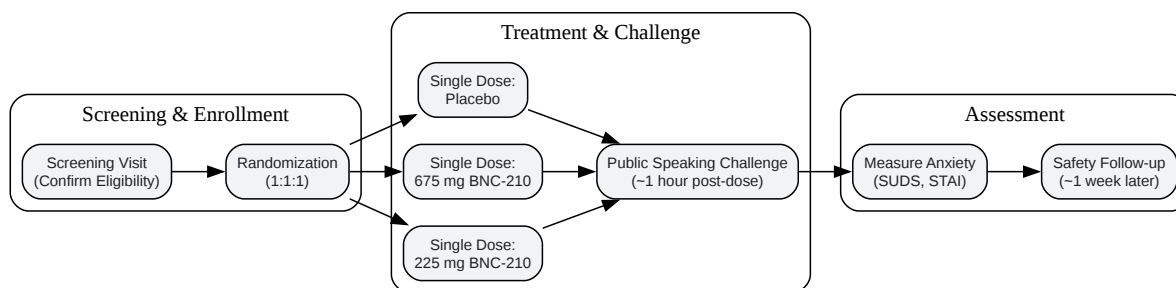 Screening & Enrollment
Screening Visit
(Confirm Eligibility)
Randomization
(1:1:1)
Treatment & Challenge
Single Dose:
Placebo
Single Dose:
675 mg BNC-210
Single Dose:
225 mg BNC-210
Public Speaking Challenge
(~1 hour post-dose)
Assessment
Measure Anxiety
(SUDS, STAI)
Safety Follow-up
(~1 week later)